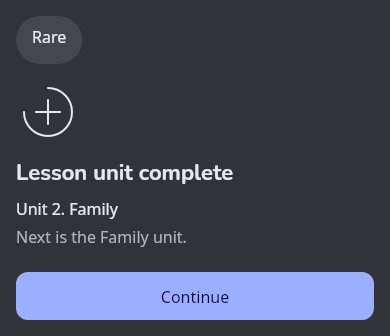 Rare
Lesson unit complete
Unit 2. Family
Next is the Family unit.
Continue